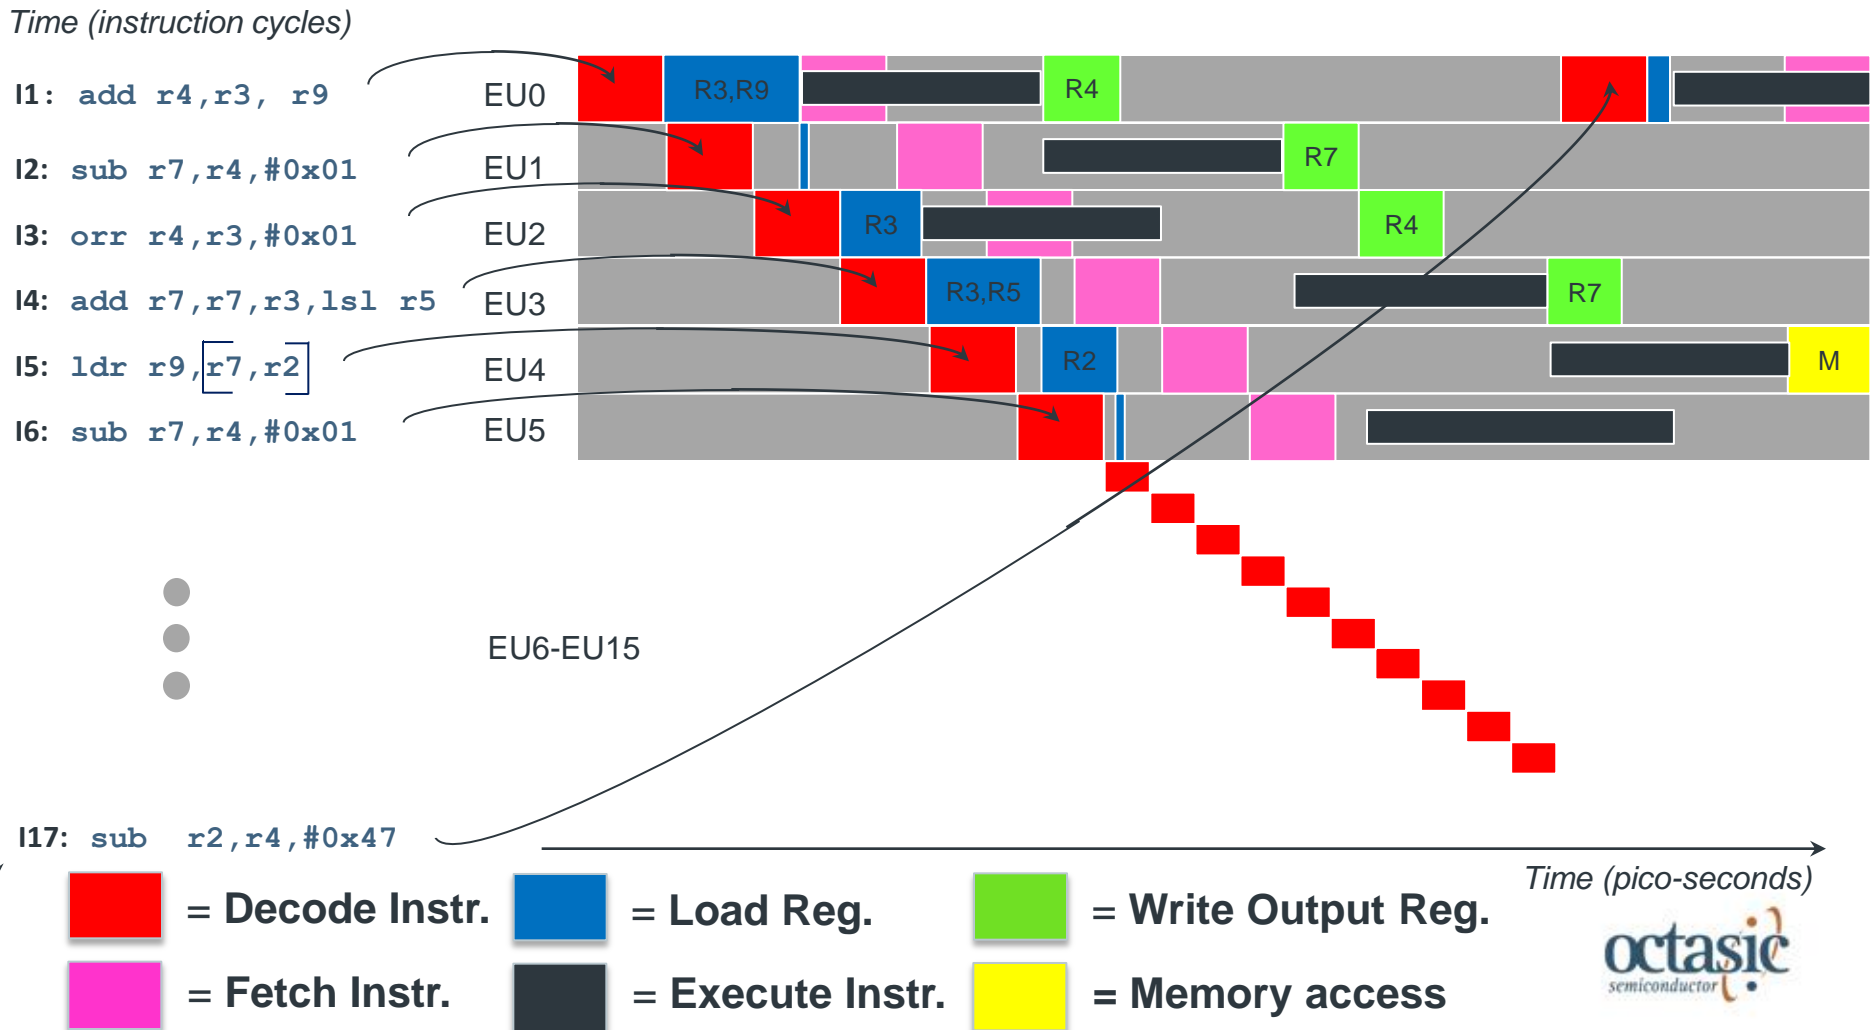 Time (instruction cycles)
I1: add r4,r3, r9
EU0
R3,R9
R4
I2: sub r7,r4,#0x01
EU1
R7
I3: orr r4,r3,#0x01
EU2
R3
R4
I4: add r7,r7,r3,lsl r5
EU3
R3,R5
R7
I5: ldr r9,[r7,r2]
EU4
R2
M
I6: sub r7,r4,#0x01
EU5
EU6-EU15
I17: sub r2,r4,#0x47
Time (pico-seconds)
= Decode Instr.
= Load Reg.
= Write Output Reg.
= Fetch Instr.
= Execute Instr.
= Memory access
octasic
semiconductor